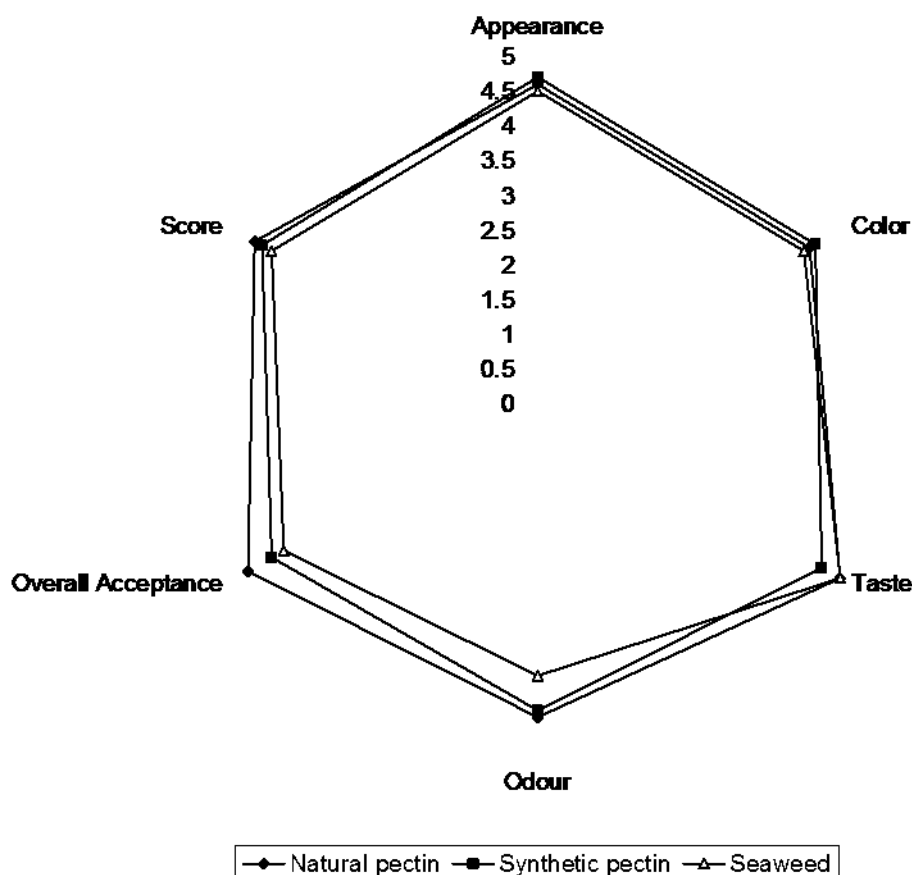 Appearance
5
4.5
4
3.5
3
2.5
2
1.5
1
0.5
0
Score
Color
Overall Acceptance
Taste
Odour
Natural pectin Synthetic pectin Seaweed